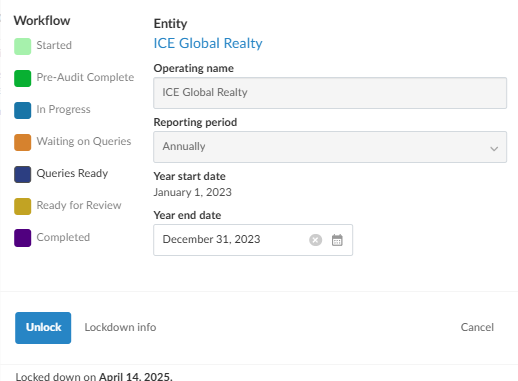 Workflow
Started
Pre-Audit Complete
In Progress
Waiting on Queries
Queries Ready
Ready for Review
Completed
Entity
ICE Global Realty
Operating name
ICE Global Realty
Reporting period
Annually
Year start date
January 1, 2023
Year end date
December 31, 2023
Unlock
Lockdown info
Cancel
Locked down on April 14, 2025.